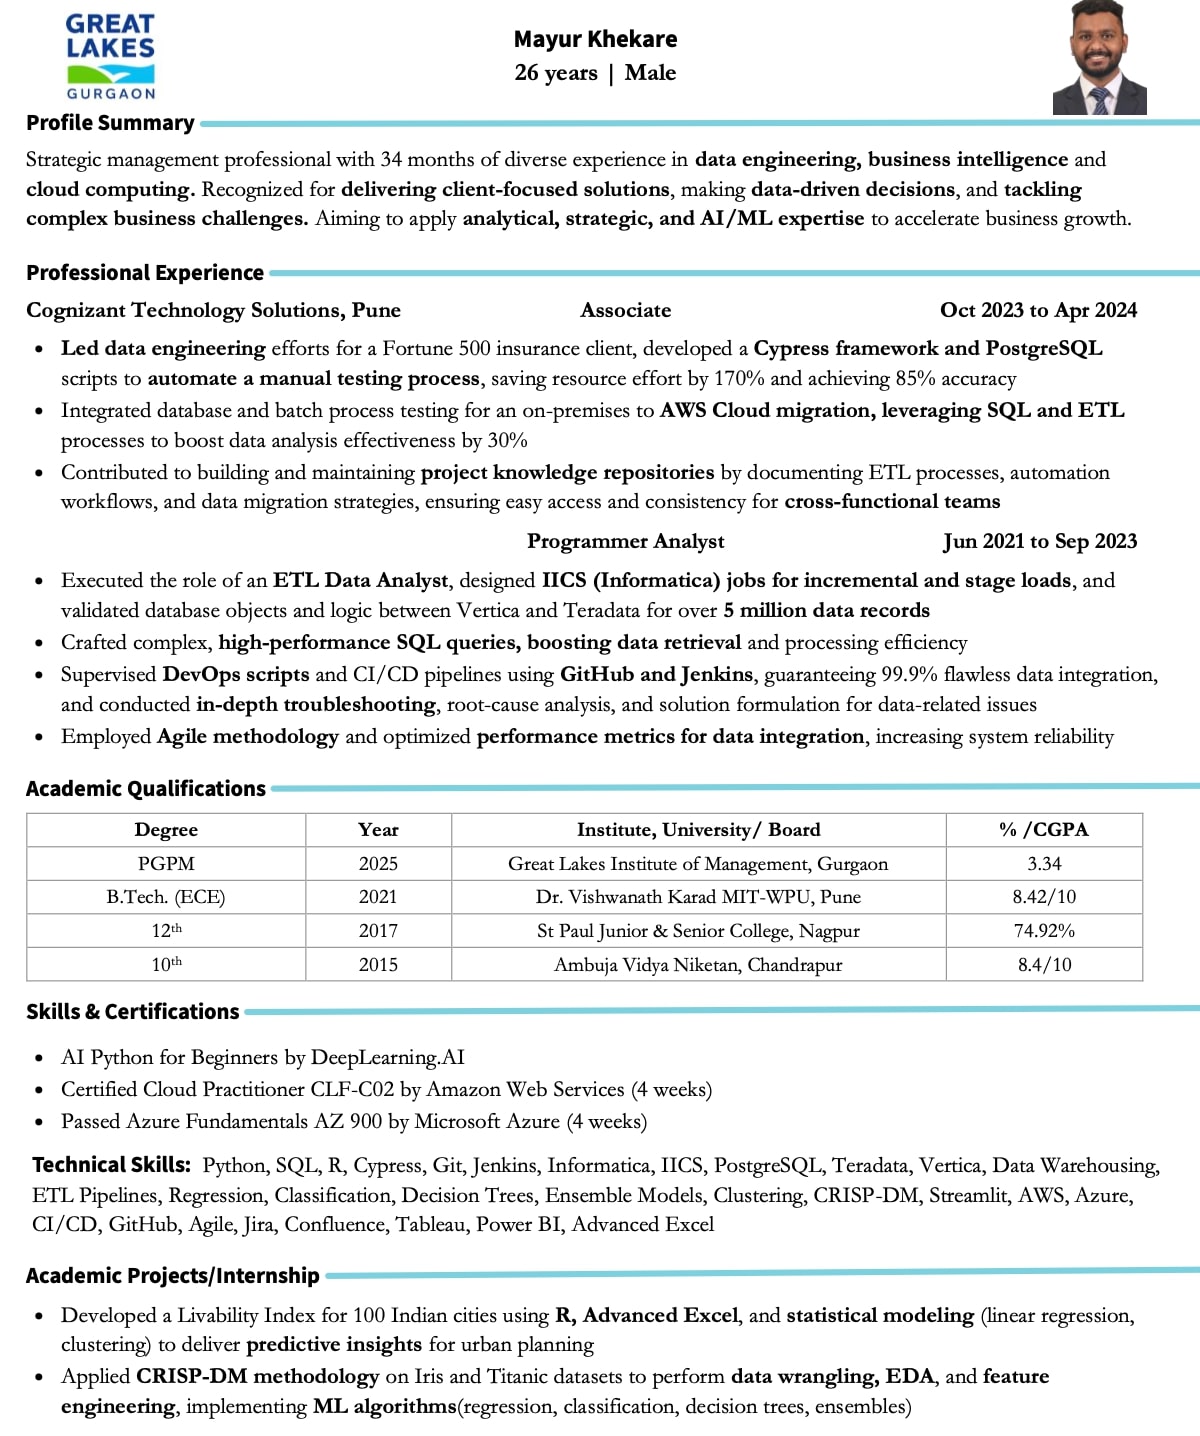 GREAT
LAKES
GURGAON
Mayur Khekare
26 years | Male
Profile Summary
Strategic management professional with 34 months of diverse experience in data engineering, business intelligence and
cloud computing. Recognized for delivering client-focused solutions, making data-driven decisions, and tackling
complex business challenges. Aiming to apply analytical, strategic, and AI/ML expertise to accelerate business growth.
Professional Experience
Cognizant Technology Solutions, Pune Associate Oct 2023 to Apr 2024
• Led data engineering efforts for a Fortune 500 insurance client, developed a Cypress framework and PostgreSQL
scripts to automate a manual testing process, saving resource effort by 170% and achieving 85% accuracy
• Integrated database and batch process testing for an on-premises to AWS Cloud migration, leveraging SQL and ETL
processes to boost data analysis effectiveness by 30%
• Contributed to building and maintaining project knowledge repositories by documenting ETL processes, automation
workflows, and data migration strategies, ensuring easy access and consistency for cross-functional teams
Programmer Analyst Jun 2021 to Sep 2023
• Executed the role of an ETL Data Analyst, designed IICS (Informatica) jobs for incremental and stage loads, and
validated database objects and logic between Vertica and Teradata for over 5 million data records
• Crafted complex, high-performance SQL queries, boosting data retrieval and processing efficiency
• Supervised DevOps scripts and CI/CD pipelines using GitHub and Jenkins, guaranteeing 99.9% flawless data integration,
and conducted in-depth troubleshooting, root-cause analysis, and solution formulation for data-related issues
• Employed Agile methodology and optimized performance metrics for data integration, increasing system reliability
Academic Qualifications
Degree Year Institute, University/ Board % /CGPA
PGPM 2025 Great Lakes Institute of Management, Gurgaon 3.34
B.Tech. (ECE) 2021 Dr. Vishwanath Karad MIT-WPU, Pune 8.42/10
12th 2017 St Paul Junior & Senior College, Nagpur 74.92%
10th 2015 Ambuja Vidya Niketan, Chandrapur 8.4/10
Skills & Certifications
• AI Python for Beginners by DeepLearning.AI
• Certified Cloud Practitioner CLF-C02 by Amazon Web Services (4 weeks)
• Passed Azure Fundamentals AZ 900 by Microsoft Azure (4 weeks)
Technical Skills: Python, SQL, R, Cypress, Git, Jenkins, Informatica, IICS, PostgreSQL, Teradata, Vertica, Data Warehousing,
ETL Pipelines, Regression, Classification, Decision Trees, Ensemble Models, Clustering, CRISP-DM, Streamlit, AWS, Azure,
CI/CD, GitHub, Agile, Jira, Confluence, Tableau, Power BI, Advanced Excel
Academic Projects/Internship
• Developed a Livability Index for 100 Indian cities using R, Advanced Excel, and statistical modeling (linear regression,
clustering) to deliver predictive insights for urban planning
• Applied CRISP-DM methodology on Iris and Titanic datasets to perform data wrangling, EDA, and feature
engineering, implementing ML algorithms(regression, classification, decision trees, ensembles)